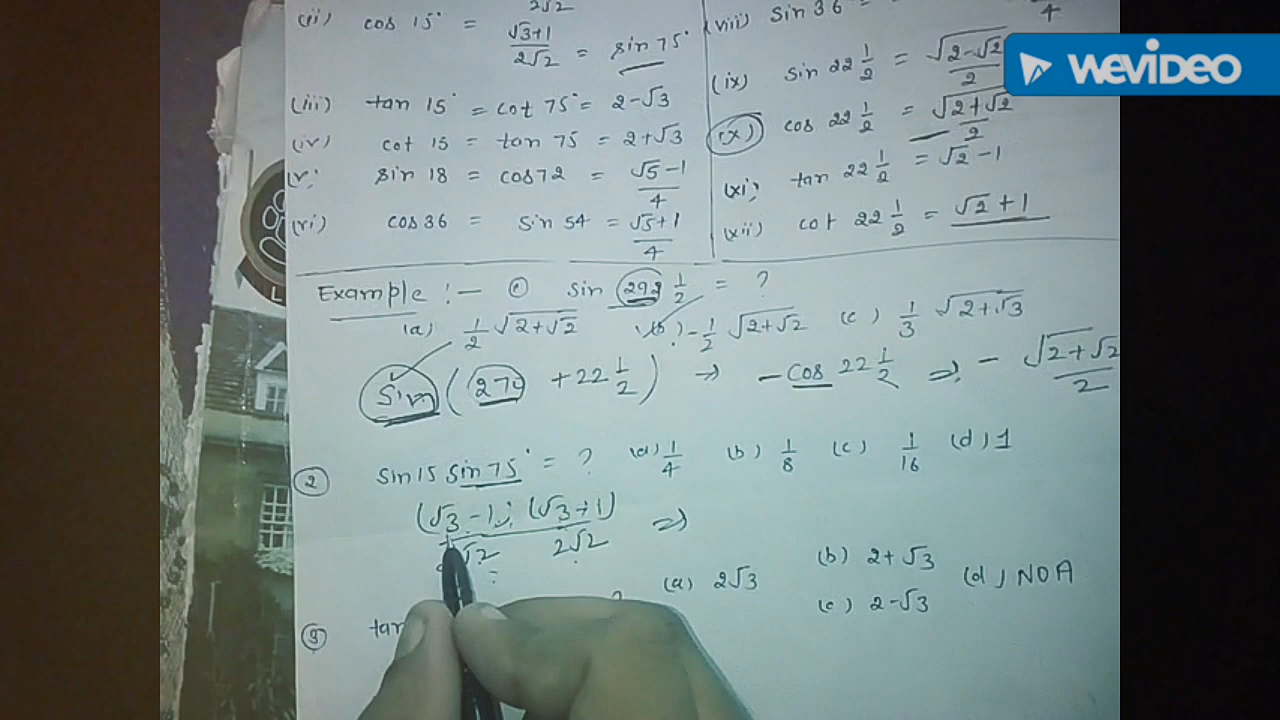 (ii) cos 15° = √3+1/2√2 = sin 75°
(iii) tan 15° = cot 75° = 2-√3
(iv) cot 15 = tan 75 = 2+√3
(v) sin 18 = cos72 = √5-1/4
(vi) cos36 = sin 54 = √5+1/4
(viii) sin 36 =
(ix) sin 22 1/2 = √2-√2/2
(x) cos 22 1/2 = √2+√2/2
(xi) tan 22 1/2 = √2-1
(xii) cot 22 1/2 = √2+1
WEVIDEO
Example :- ① sin 292 1/2 = ?
(a) 1/2 √2+√2 (b) -1/2 √2+√2 (c) 1/3 √2+√3
Sin (270 + 22 1/2) → -cos 22 1/2 ⇒ - √2+√2/2
② sin 15 sin 75° = ? (a) 1/4 (b) 1/8 (c) 1/16 (d) 1
(√3-1)/2√2 (√3+1)/2√2 ⇒
③ tan ? (a) 2√3 (b) 2+√3 (c) 2-√3 (d) NOA